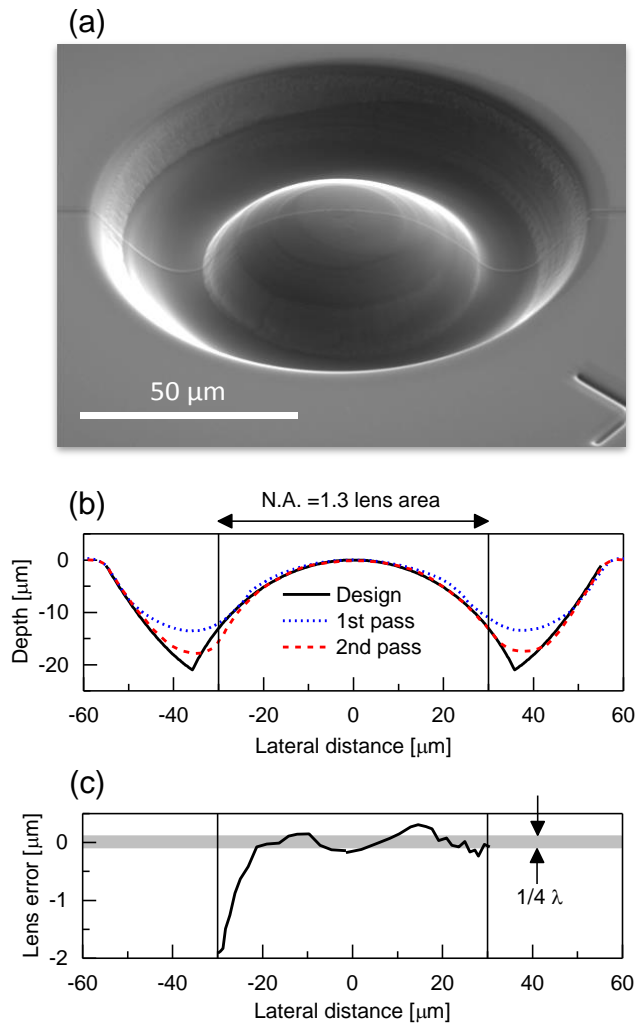 (a)
50 µm
(b)
N.A. =1.3 lens area
Depth [µm]
0
-10
-20
Design
1st pass
2nd pass
-60 -40 -20 0 20 40 60
Lateral distance [µm]
(c)
Lens error [µm]
0
-1
-2
1/4 λ
-60 -40 -20 0 20 40 60
Lateral distance [µm]